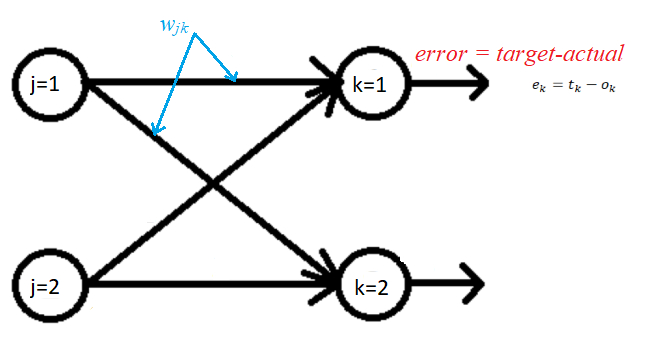 w_jk
error = target-actual
j=1
k=1
e_k = t_k − o_k
j=2
k=2